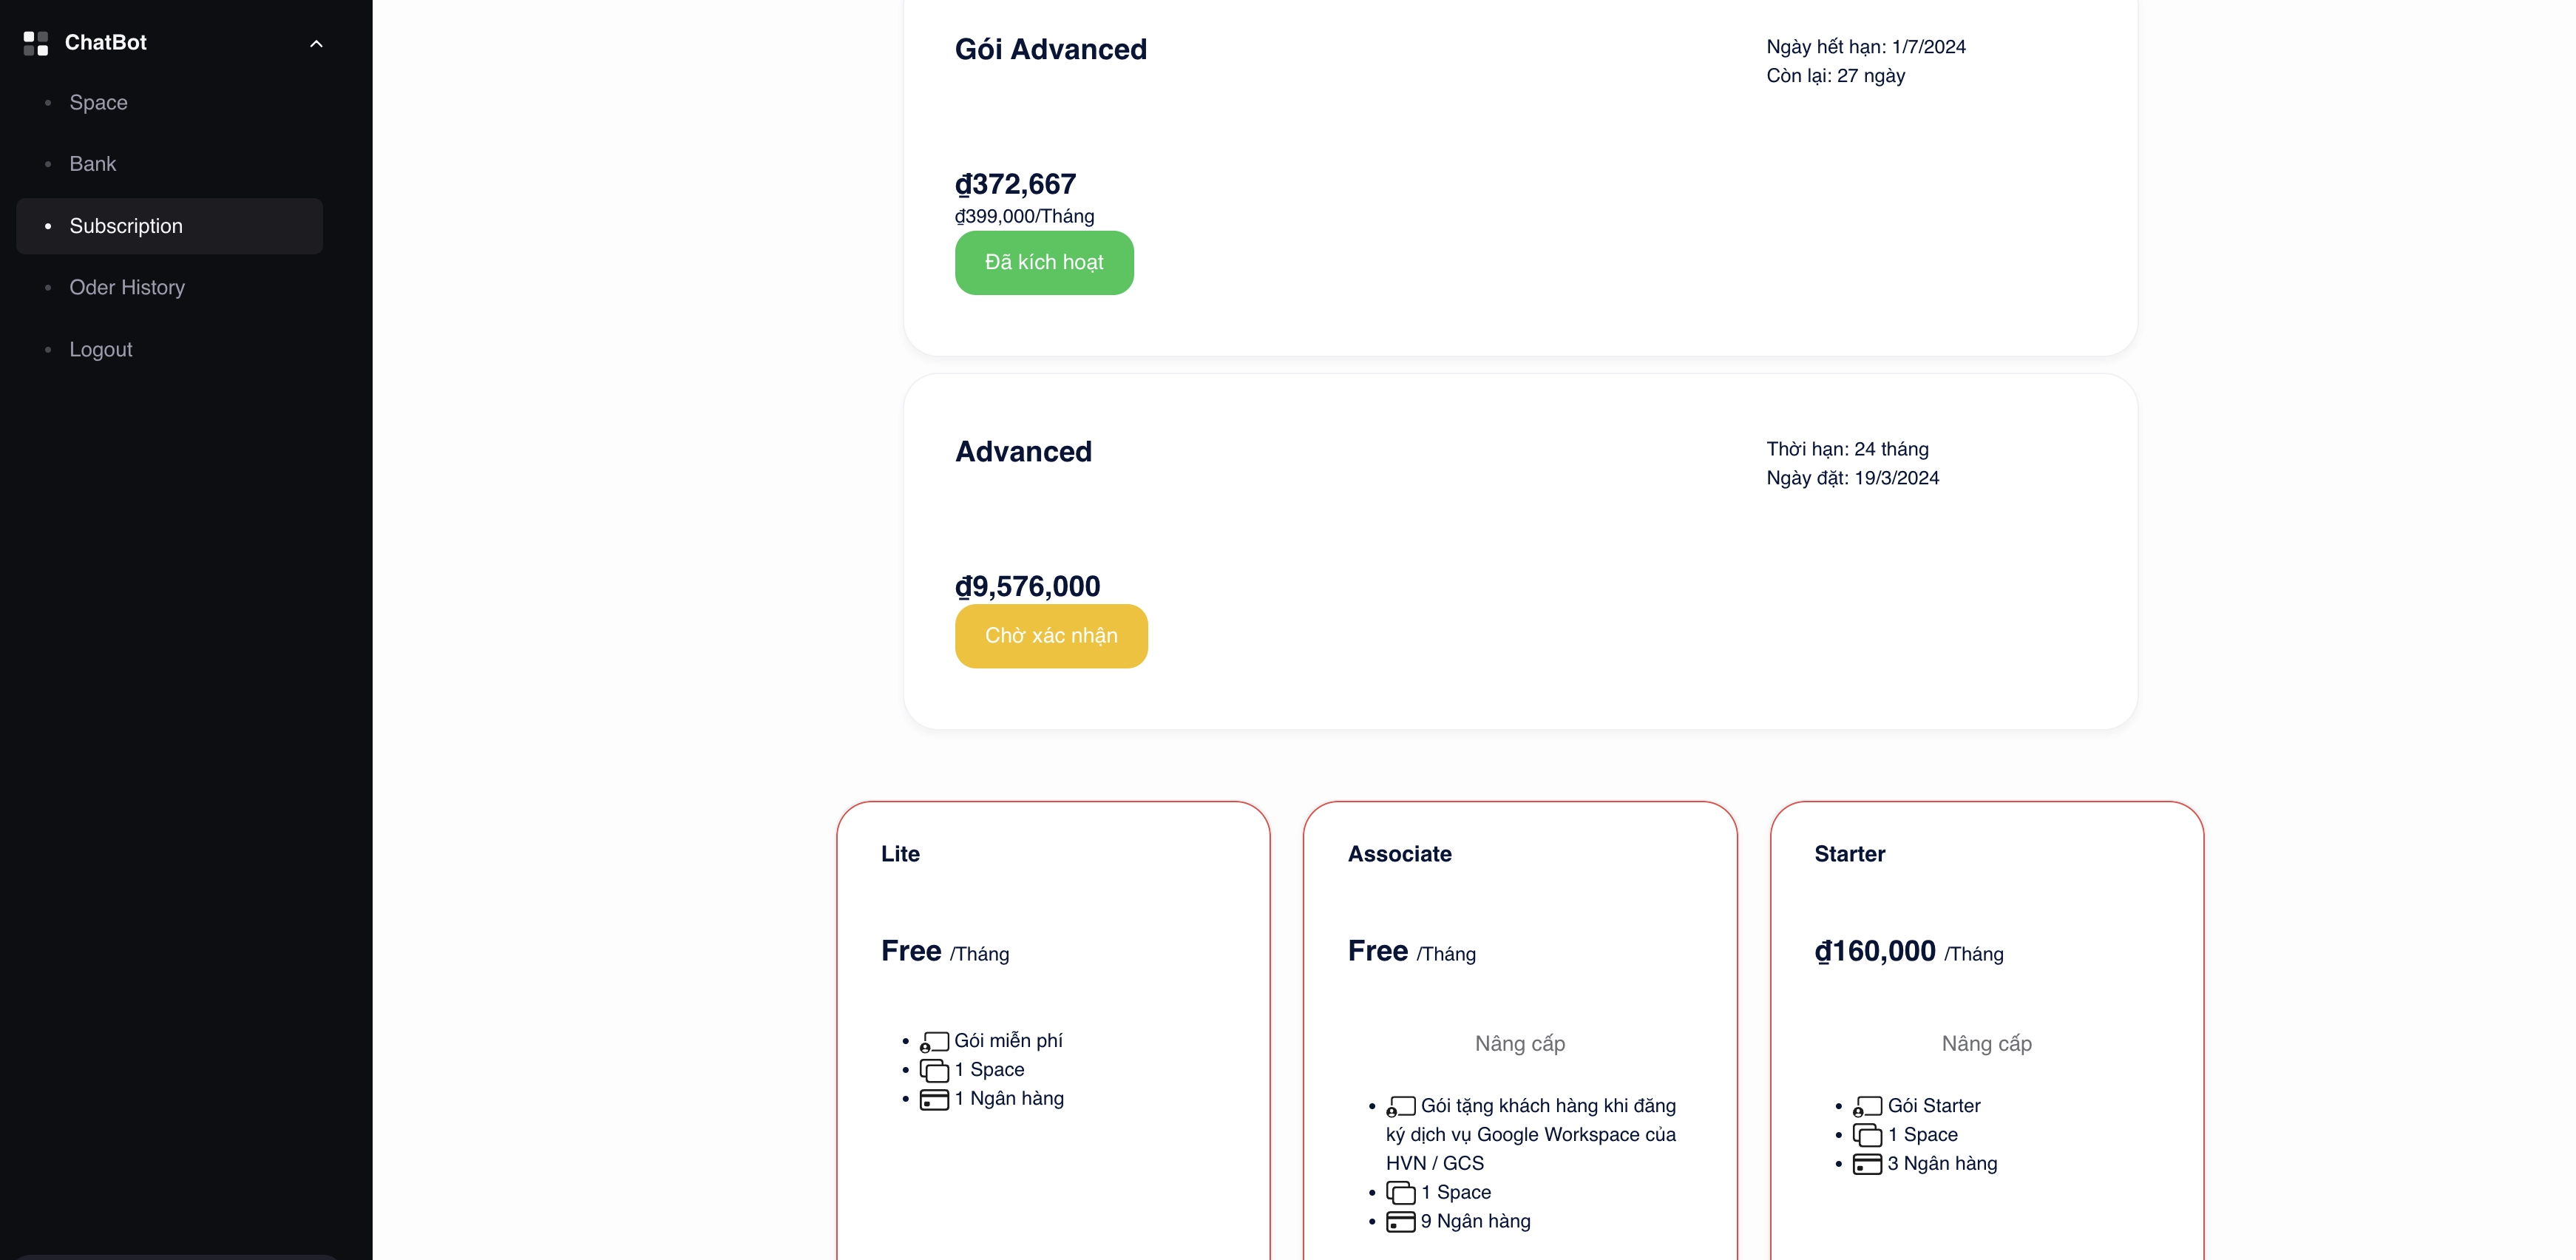 ChatBot
Space
Bank
Subscription
Oder History
Logout
Gói Advanced
Ngày hết hạn: 1/7/2024
Còn lại: 27 ngày
₫372,667
₫399,000/Tháng
Đã kích hoạt
Advanced
Thời hạn: 24 tháng
Ngày đặt: 19/3/2024
₫9,576,000
Chờ xác nhận
Lite
Free /Tháng
Gói miễn phí
1 Space
1 Ngân hàng
Associate
Free /Tháng
Nâng cấp
Gói tặng khách hàng khi đăng
ký dịch vụ Google Workspace của
HVN / GCS
1 Space
9 Ngân hàng
Starter
₫160,000 /Tháng
Nâng cấp
Gói Starter
1 Space
3 Ngân hàng